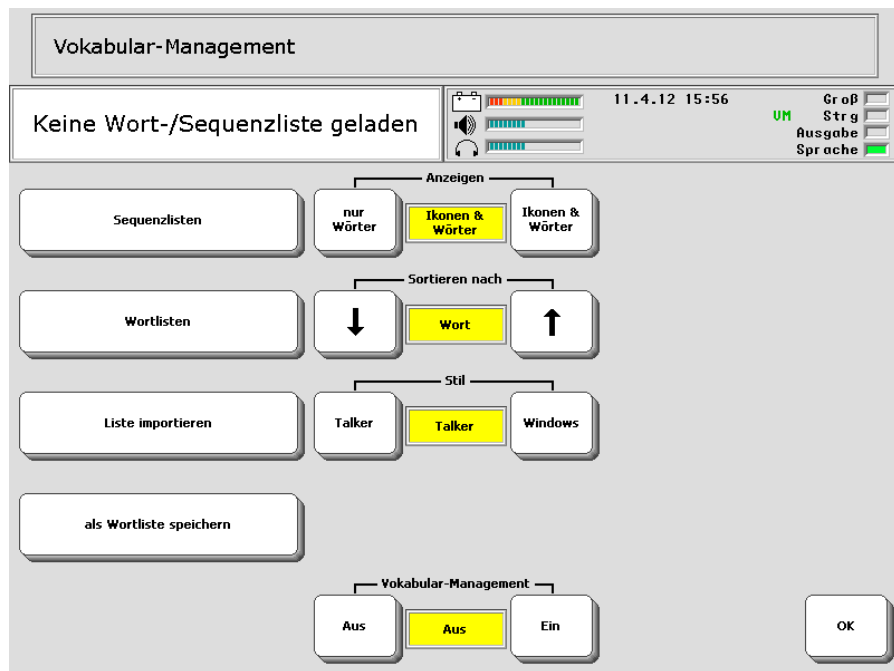 Vokabular-Management
Keine Wort-/Sequenzliste geladen
11.4.12 15:56
Groß
VM Strg
Ausgabe
Sprache
Anzeigen
Sequenzlisten
nur
Wörter
Ikonen &
Wörter
Ikonen &
Wörter
Sortieren nach
Wortlisten
Wort
Stil
Liste importieren
Talker
Talker
Windows
als Wortliste speichern
Vokabular-Management
Aus
Aus
Ein
OK